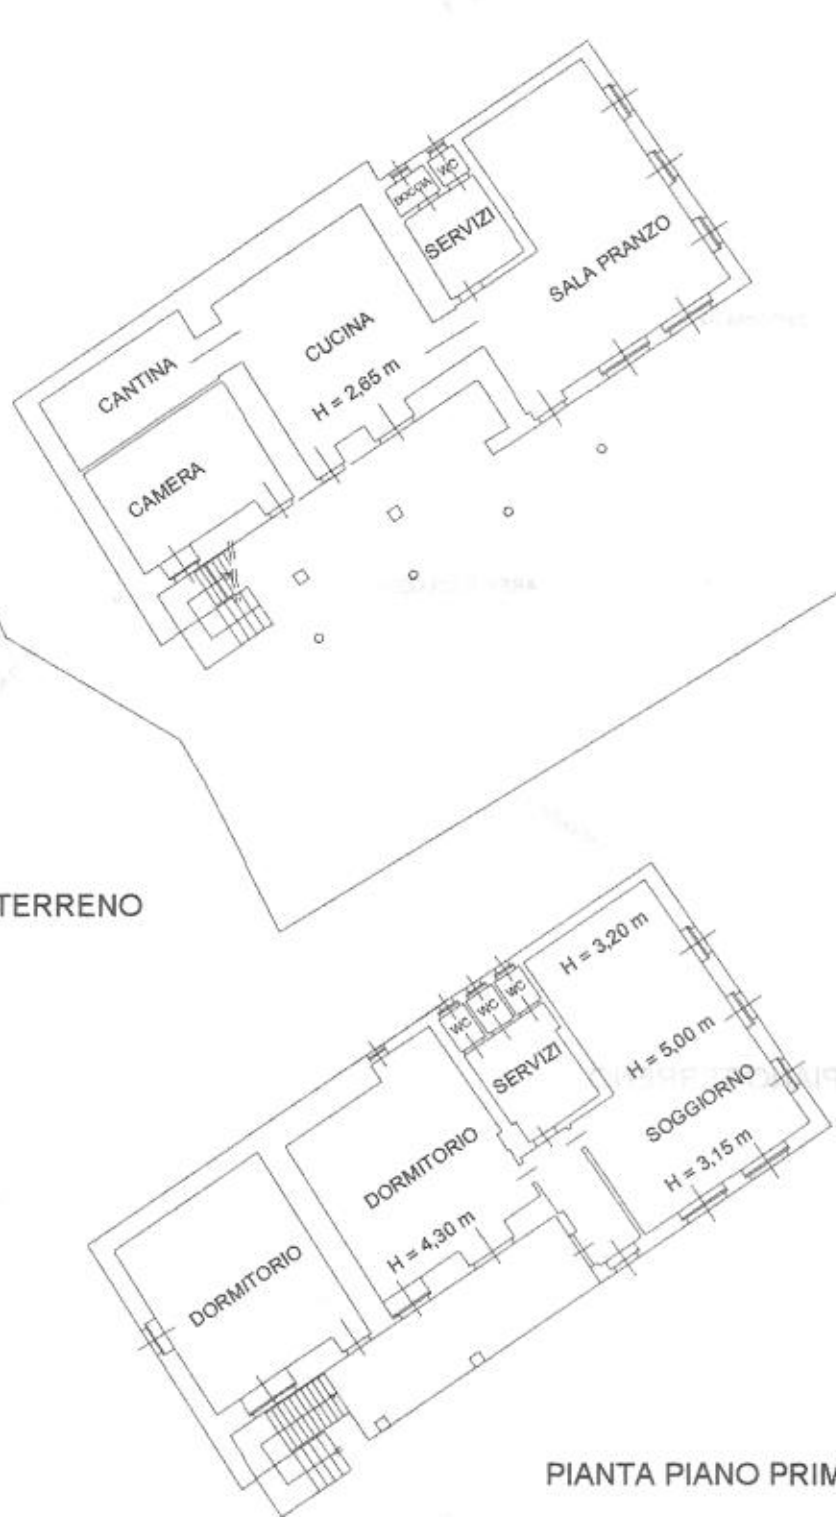 WC
DOCCIA
SERVIZI
SALA PRANZO
CUCINA
H = 2,65 m
CANTINA
CAMERA
TERRENO
H = 3,20 m
WC
WC
WC
SERVIZI
H = 5,00 m
SOGGIORNO
H = 3,15 m
DORMITORIO
H = 4,30 m
DORMITORIO
PIANTA PIANO PRIM